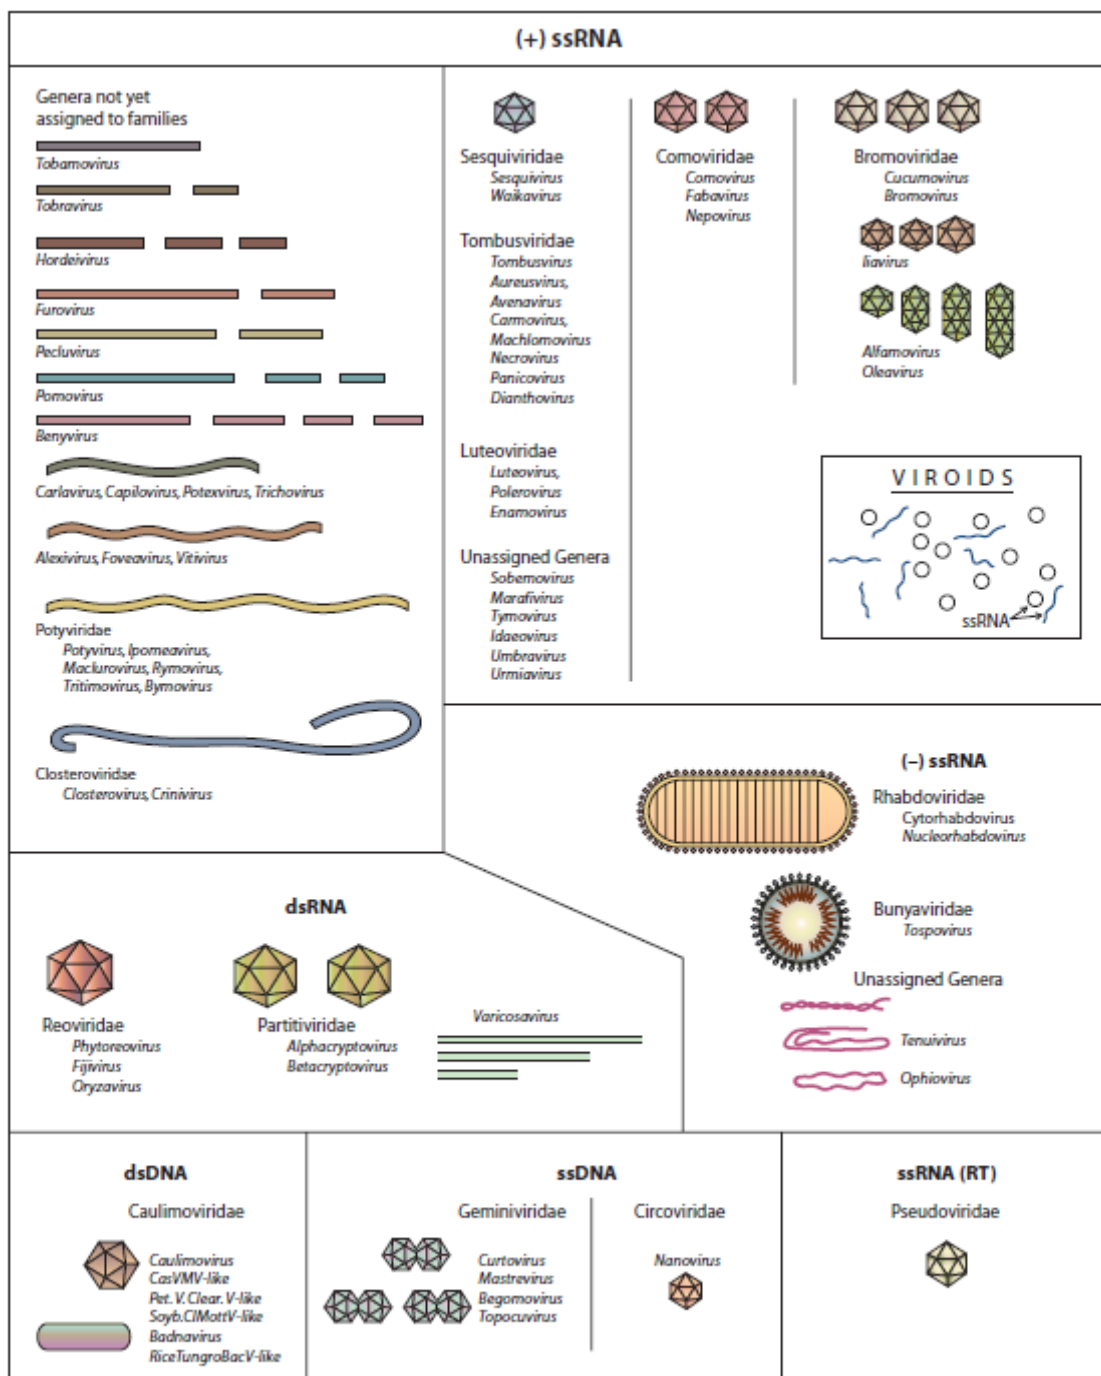 (+) ssRNA
Genera not yet
assigned to families
Tobamovirus
Tobravirus
Hordeivirus
Furovirus
Pecluvirus
Pomovirus
Benyvirus
Carlavirus, Capilovirus, Potexvirus, Trichovirus
Alexivirus, Foveavirus, Vitivirus
Potyviridae
Potyvirus, Ipomeavirus,
Maclurovirus, Rymovirus,
Tritimovirus, Bymovirus
Closteroviridae
Closterovirus, Crinivirus
Sesquiviridae
Sesquivirus
Waikavirus
Tombusviridae
Tombusvirus
Aureusvirus,
Avenavirus
Carmovirus,
Machlomovirus
Necrovirus
Panicovirus
Dianthovirus
Luteoviridae
Luteovirus,
Polerovirus
Enamovirus
Unassigned Genera
Sobemovirus
Marafivirus
Tymovirus
Idaeovirus
Umbravirus
Urmiavirus
Comoviridae
Comovirus
Fabavirus
Nepovirus
Bromoviridae
Cucumovirus
Bromovirus
Iiavirus
Alfamovirus
Oleavirus
VIROIDS
ssRNA
(–) ssRNA
Rhabdoviridae
Cytorhabdovirus
Nucleorhabdovirus
Bunyaviridae
Tospovirus
Unassigned Genera
Tenuivirus
Ophiovirus
dsRNA
Reoviridae
Phytoreovirus
Fijivirus
Oryzavirus
Partitiviridae
Alphacryptovirus
Betacryptovirus
Varicosavirus
dsDNA
Caulimoviridae
Caulimovirus
CasVMV-like
Pet. V. Clear. V-like
Soyb.ClMottV-like
Badnavirus
RiceTungroBacV-like
ssDNA
Geminiviridae
Curtovirus
Mastrevirus
Begomovirus
Topocuvirus
Circoviridae
Nanovirus
ssRNA (RT)
Pseudoviridae